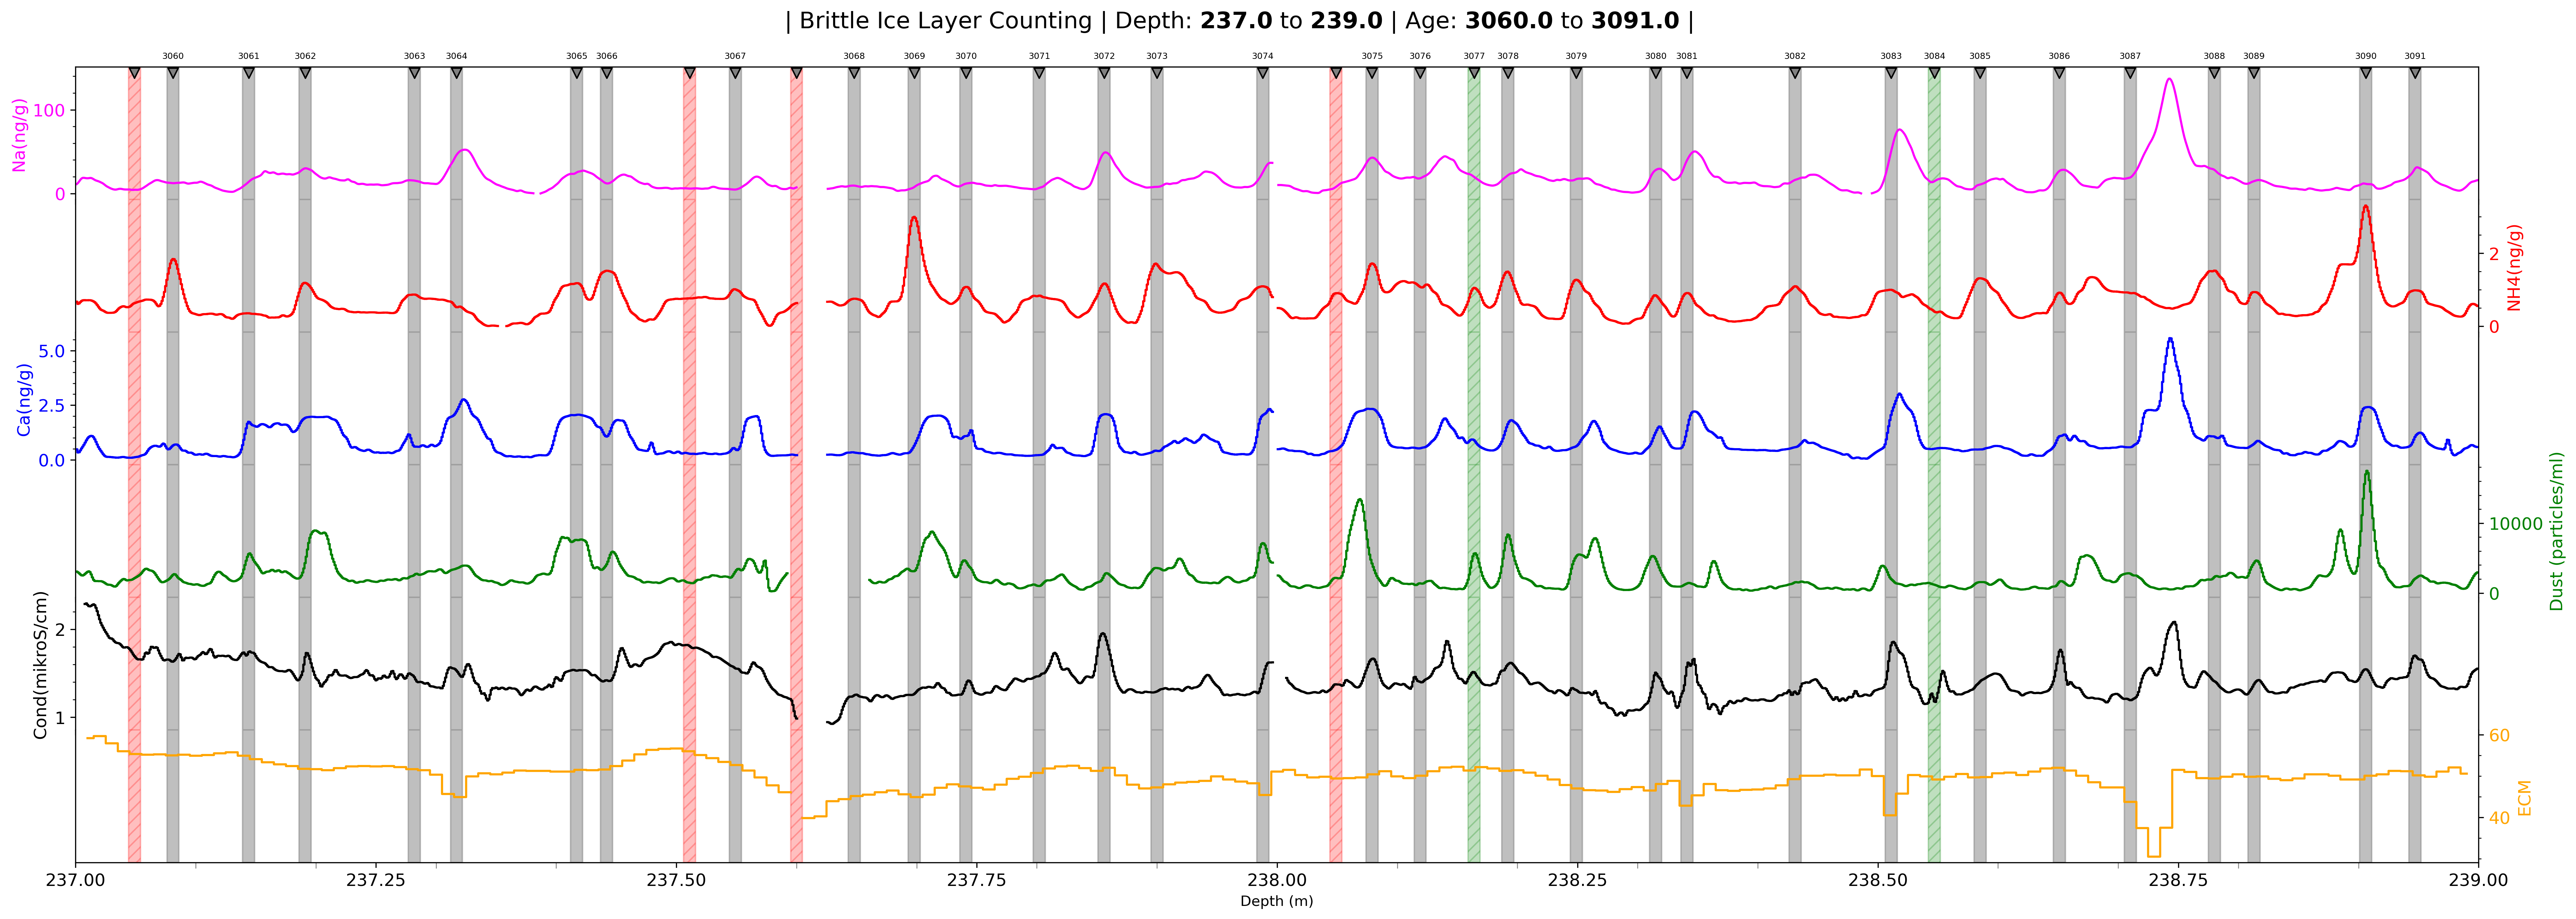 | Brittle Ice Layer Counting | Depth: 237.0 to 239.0 | Age: 3060.0 to 3091.0 |
3060 3061 3062 3063 3064 3065 3066 3067 3068 3069 3070 3071 3072 3073 3074 3075 3076 3077 3078 3079 3080 3081 3082 3083 3084 3085 3086 3087 3088 3089 3090 3091
Na(ng/g)
100
0
NH4(ng/g)
2
0
Ca(ng/g)
5.0
2.5
0.0
Dust (particles/ml)
10000
0
Cond(mikroS/cm)
2
1
ECM
60
40
237.00 237.25 237.50 237.75 238.00 238.25 238.50 238.75 239.00
Depth (m)